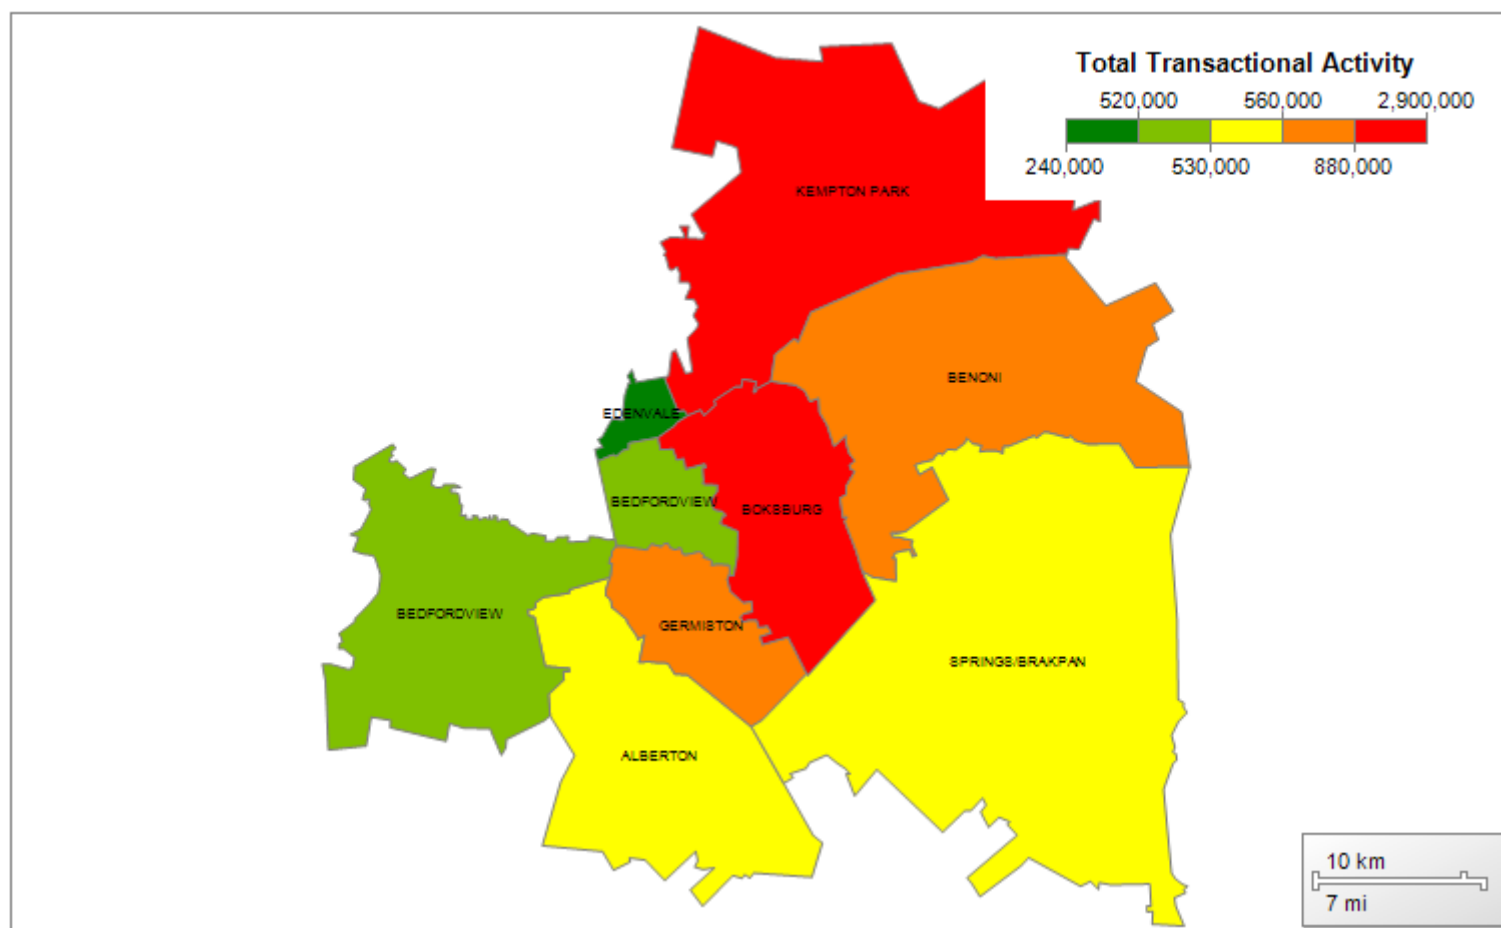 Total Transactional Activity
520,000 560,000 2,900,000
240,000 530,000 880,000
KEMPTON PARK
BENONI
EDENVALE
BEDFORDVIEW
BOKSBURG
BEDFORDVIEW
GERMISTON
SPRINGS/BRAKPAN
ALBERTON
10 km
7 mi